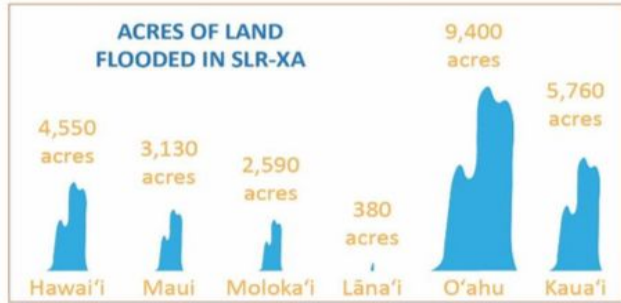 ACRES OF LAND
FLOODED IN SLR-XA
4,550
acres
3,130
acres
2,590
acres
380
acres
9,400
acres
5,760
acres
Hawai‘i
Maui
Moloka‘i
Lāna‘i
O‘ahu
Kaua‘i